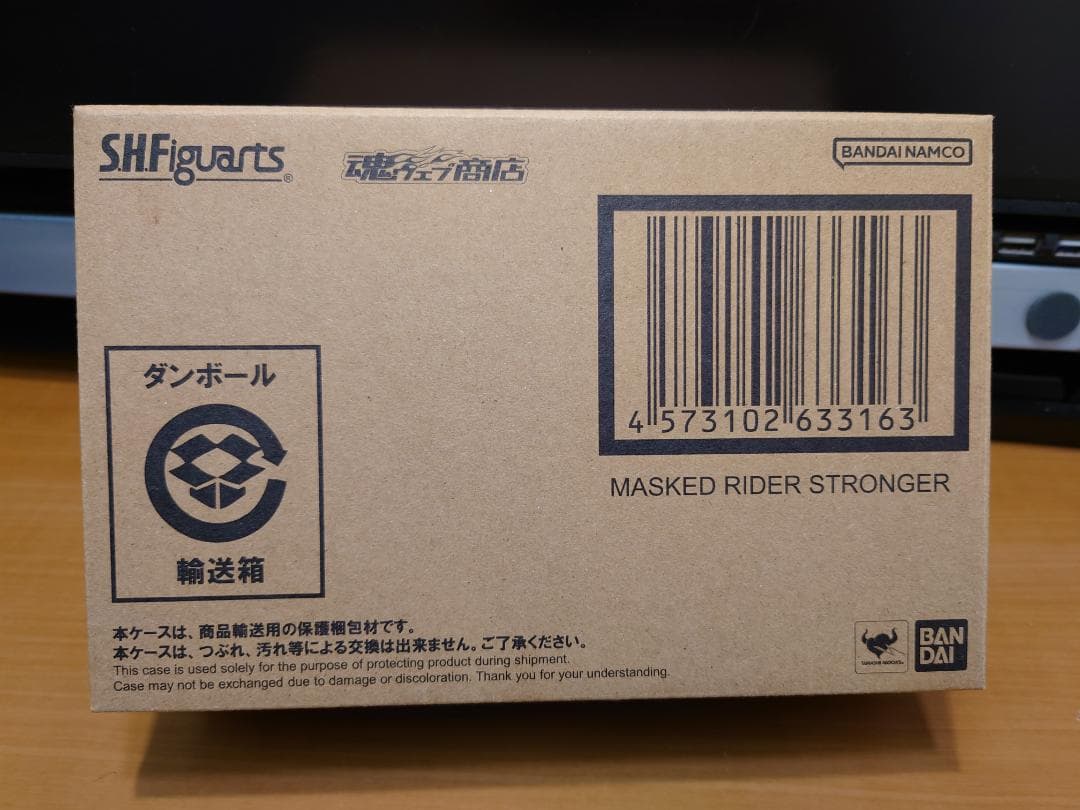 S.H.Figuarts®
魂ウェブ商店
BANDAI NAMCO
4 573102 633163
MASKED RIDER STRONGER
ダンボール
輸送箱
本ケースは、商品輸送用の保護梱包材です。
本ケースは、つぶれ、汚れ等による交換は出来ません。ご了承ください。
This case is used solely for the purpose of protecting product during shipment.
Case may not be exchanged due to damage or discoloration. Thank you for your understanding.
TAMASHII NATIONS
BAN
DAI